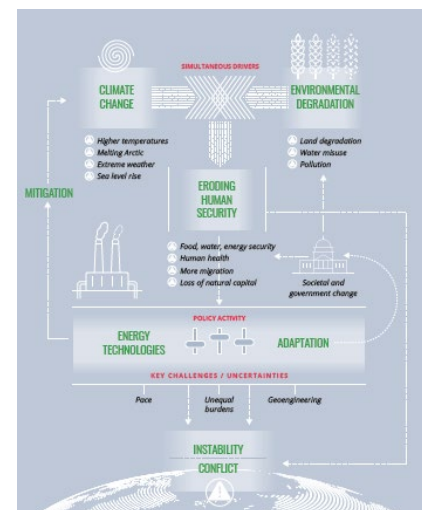 SIMULTANEOUS DRIVERS
CLIMATE
CHANGE
ENVIRONMENTAL
DEGRADATION
Higher temperatures
Melting Arctic
Extreme weather
Sea level rise
Land degradation
Water misuse
Pollution
MITIGATION
ERODING
HUMAN
SECURITY
Food, water, energy security
Human health
More migration
Loss of natural capital
Societal and
government change
POLICY ACTIVITY
ENERGY
TECHNOLOGIES
ADAPTATION
KEY CHALLENGES / UNCERTAINTIES
Pace
Unequal
burdens
Geoengineering
INSTABILITY
CONFLICT